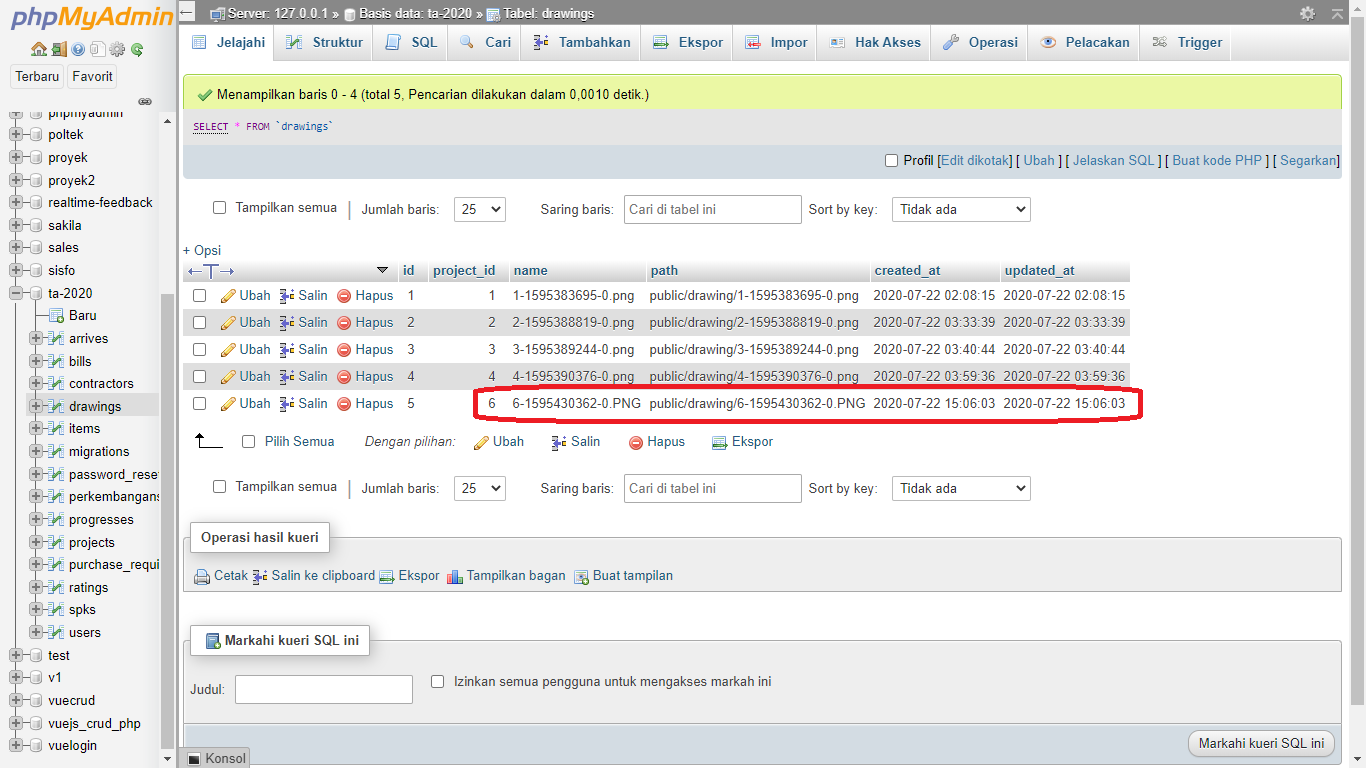 phpMyAdmin
Server: 127.0.0.1 » Basis data: ta-2020 » Tabel: drawings
Jelajahi Struktur SQL Cari Tambahkan Ekspor Impor Hak Akses Operasi Pelacakan Trigger
Terbaru Favorit
phpmyadmin
poltek
proyek
proyek2
realtime-feedback
sakila
sales
sisfo
ta-2020
Baru
arrives
bills
contractors
drawings
items
migrations
password_rese
perkembangans
progresses
projects
purchase_requi
ratings
spks
users
test
v1
vuecrud
vuejs_crud_php
vuelogin
Menampilkan baris 0 - 4 (total 5, Pencarian dilakukan dalam 0,0010 detik.)
SELECT * FROM `drawings`
Profil [Edit dikotak] [ Ubah ] [ Jelaskan SQL ] [ Buat kode PHP ] [ Segarkan]
Tampilkan semua | Jumlah baris: 25 Saring baris: Cari di tabel ini Sort by key: Tidak ada
+ Opsi
←T→ id project_id name path created_at updated_at
Ubah Salin Hapus 1 1 1-1595383695-0.png public/drawing/1-1595383695-0.png 2020-07-22 02:08:15 2020-07-22 02:08:15
Ubah Salin Hapus 2 2 2-1595388819-0.png public/drawing/2-1595388819-0.png 2020-07-22 03:33:39 2020-07-22 03:33:39
Ubah Salin Hapus 3 3 3-1595389244-0.png public/drawing/3-1595389244-0.png 2020-07-22 03:40:44 2020-07-22 03:40:44
Ubah Salin Hapus 4 4 4-1595390376-0.png public/drawing/4-1595390376-0.png 2020-07-22 03:59:36 2020-07-22 03:59:36
Ubah Salin Hapus 5 6 6-1595430362-0.PNG public/drawing/6-1595430362-0.PNG 2020-07-22 15:06:03 2020-07-22 15:06:03
Pilih Semua Dengan pilihan: Ubah Salin Hapus Ekspor
Tampilkan semua | Jumlah baris: 25 Saring baris: Cari di tabel ini Sort by key: Tidak ada
Operasi hasil kueri
Cetak Salin ke clipboard Ekspor Tampilkan bagan Buat tampilan
Markahi kueri SQL ini
Judul: Izinkan semua pengguna untuk mengakses markah ini
Markahi kueri SQL ini
Konsol